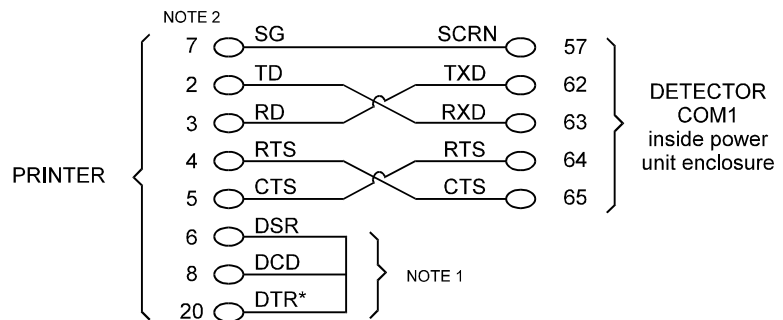 NOTE 2
7 SG SCRN 57
2 TD TXD 62
3 RD RXD 63
4 RTS RTS 64
5 CTS CTS 65
6 DSR
8 DCD
20 DTR*
PRINTER
NOTE 1
DETECTOR
COM1
inside power
unit enclosure